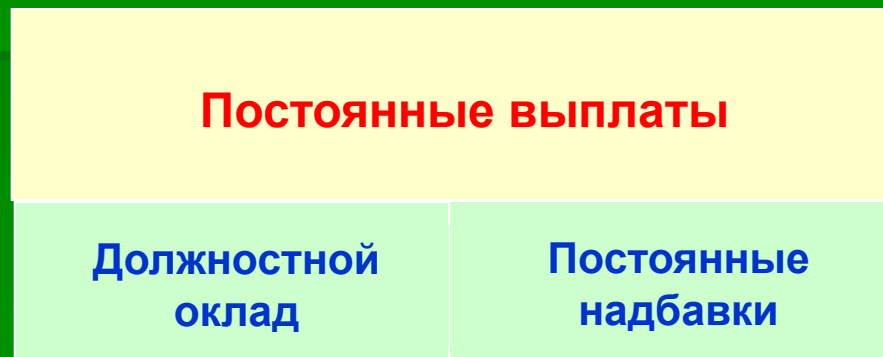 Постоянные выплаты
Должностной
оклад
Постоянные
надбавки